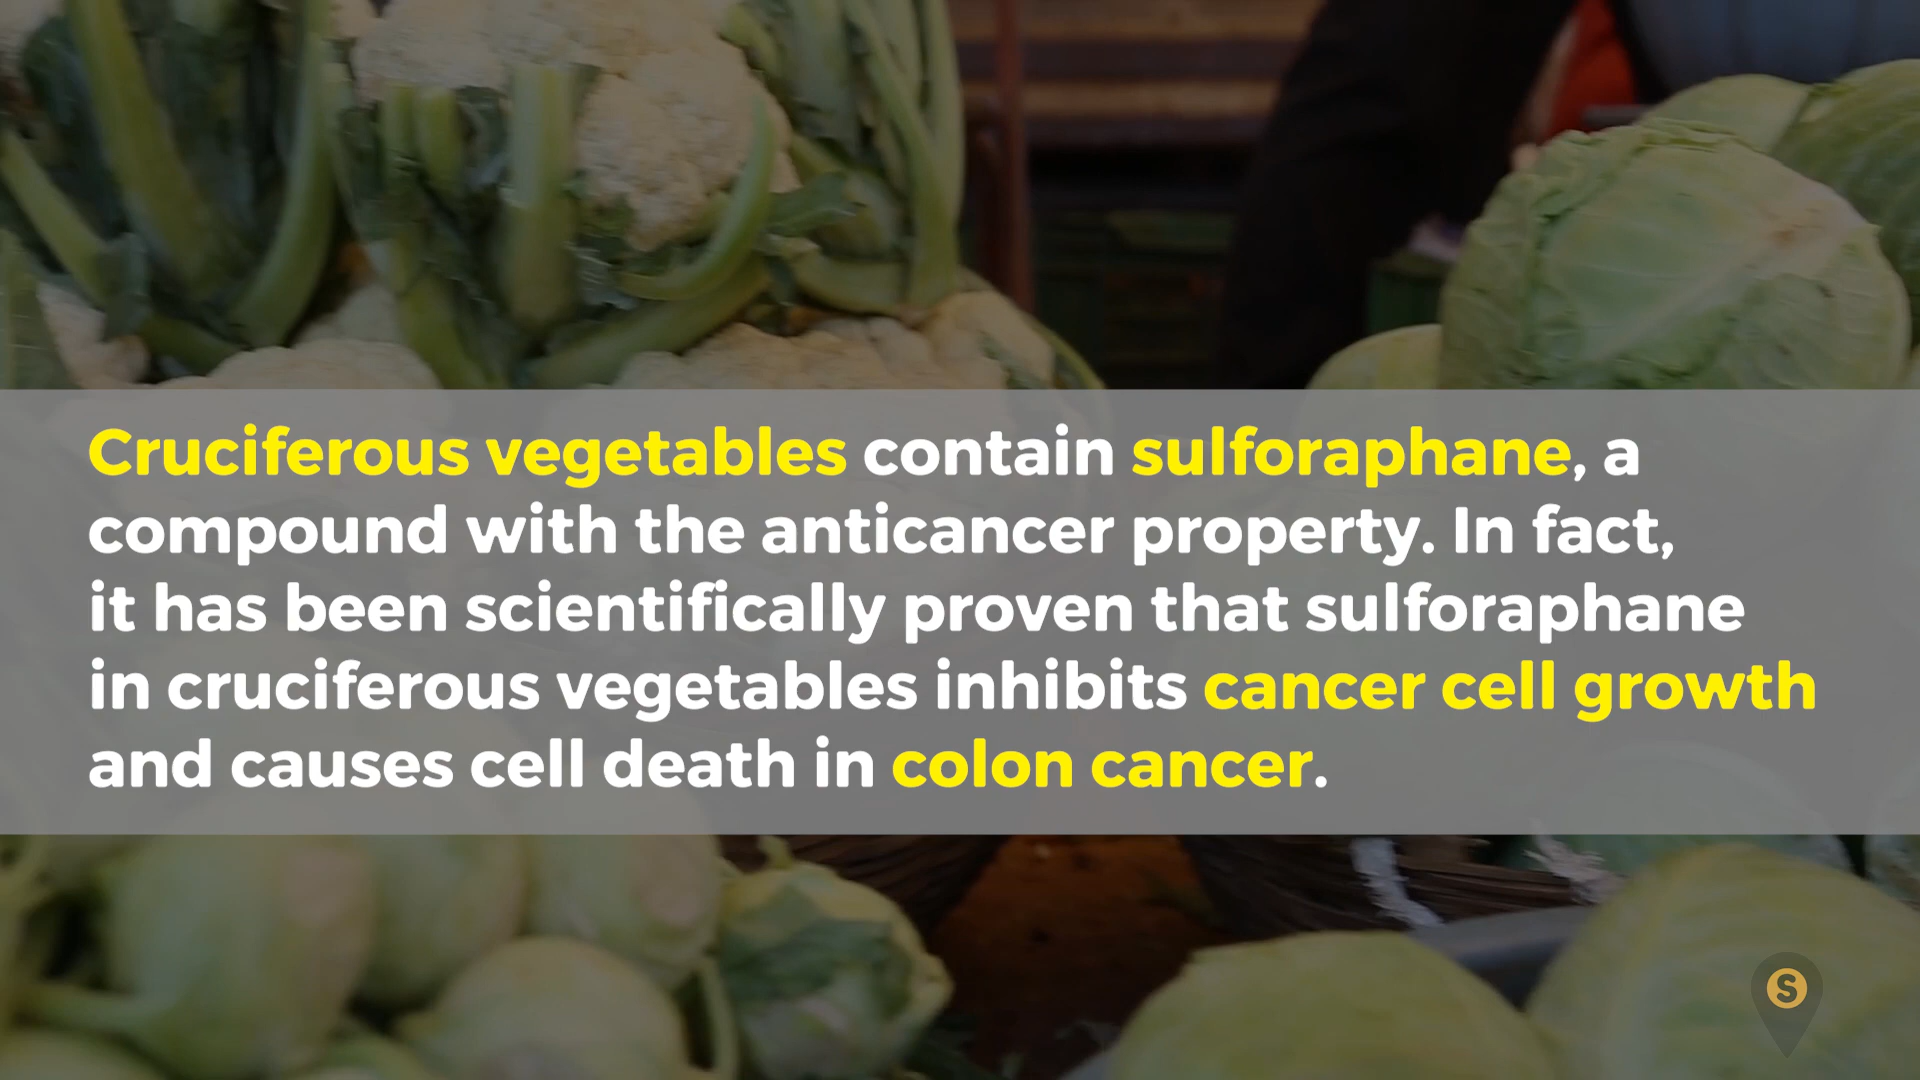 Cruciferous vegetables contain sulforaphane, a
compound with the anticancer property. In fact,
it has been scientifically proven that sulforaphane
in cruciferous vegetables inhibits cancer cell growth
and causes cell death in colon cancer.
S